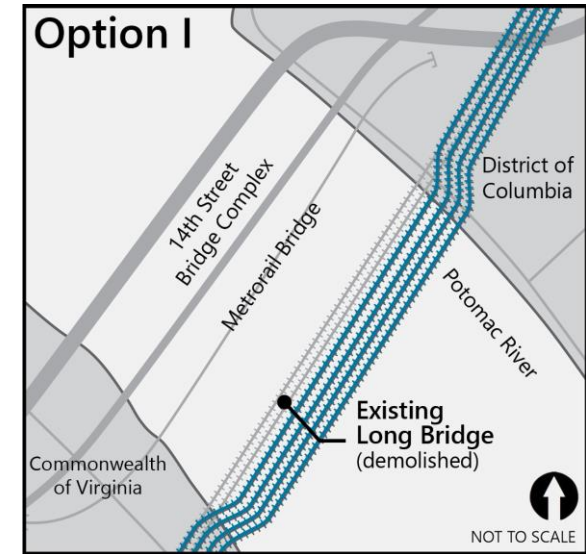 Option I
14th Street
Bridge Complex
Metrorail Bridge
District of
Columbia
Potomac River
Existing
Long Bridge
(demolished)
Commonwealth
of Virginia
NOT TO SCALE